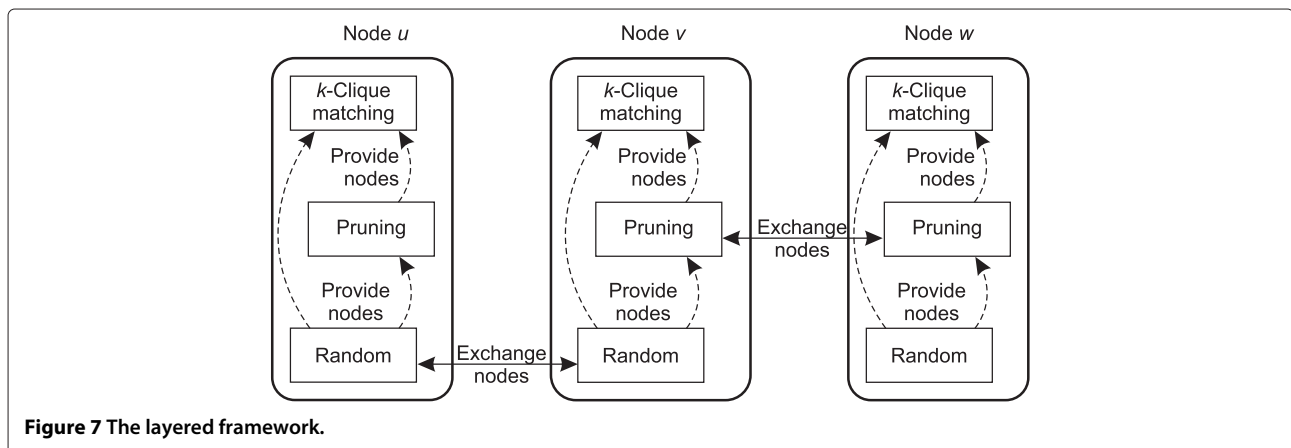 Node u
Node v
Node w
k-Clique
matching
k-Clique
matching
k-Clique
matching
Provide
nodes
Provide
nodes
Provide
nodes
Pruning
Pruning
Exchange
nodes
Pruning
Provide
nodes
Provide
nodes
Provide
nodes
Random
Exchange
nodes
Random
Random
Figure 7 The layered framework.